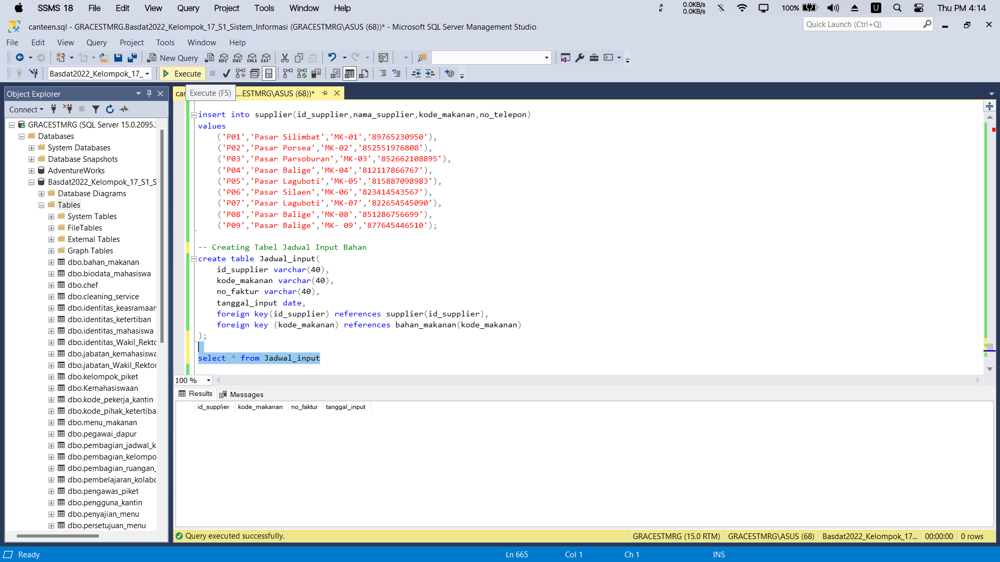 SSMS 18 File Edit View Query Project Tools Window Help
0.0KB/s
0.0KB/s
100%
U
Thu PM 4:14
canteen.sql - GRACESTMRG.Basdat2022_Kelompok_17_S1_Sistem_Informasi (GRACESTMRG\ASUS (68))* - Microsoft SQL Server Management Studio
Quick Launch (Ctrl+Q)
File Edit View Query Project Tools Window Help
New Query
MDX DMX XMLA DAX
Basdat2022_Kelompok_17_
Execute
Object Explorer
can
Execute (F5)
...ESTMRG\ASUS (68))*
Connect
GRACESTMRG (SQL Server 15.0.2095.3
Databases
System Databases
Database Snapshots
AdventureWorks
Basdat2022_Kelompok_17_S1_S
Database Diagrams
Tables
System Tables
FileTables
External Tables
Graph Tables
dbo.bahan_makanan
dbo.biodata_mahasiswa
dbo.chef
dbo.cleaning_service
dbo.identitas_keasramaan
dbo.identitas_ketertiban
dbo.identitas_mahasiswa
dbo.identitas_Wakil_Rekto
dbo.jabatan_kemahasiswa
dbo.jabatan_Wakil_Rektor
dbo.kelompok_piket
dbo.Kemahasiswaan
dbo.kode_pekerja_kantin
dbo.kode_pihak_ketertiba
dbo.menu_makanan
dbo.pegawai_dapur
dbo.pembagian_jadwal_k
dbo.pembagian_kelompo
dbo.pembagian_ruangan_
dbo.pembelajaran_kolabo
dbo.pengawas_piket
dbo.pengguna_kantin
dbo.penyajian_menu
dbo.persetujuan_menu
insert into supplier(id_supplier,nama_supplier,kode_makanan,no_telepon)
values
('P01','Pasar Silimbat','MK-01','89765230950'),
('P02','Pasar Porsea','MK-02','852551976808'),
('P03','Pasar Parsoburan','MK-03','852662108895'),
('P04','Pasar Balige','MK-04','812117866767'),
('P05','Pasar Laguboti','MK-05','815887098983'),
('P06','Pasar Silaen','MK-06','823414543567'),
('P07','Pasar Laguboti','MK-07','822654545090'),
('P08','Pasar Balige','MK-08','851286756699'),
('P09','Pasar Balige','MK- 09','877645446510');
-- Creating Tabel Jadwal Input Bahan
create table Jadwal_input(
id_supplier varchar(40),
kode_makanan varchar(40),
no_faktur varchar(40),
tanggal_input date,
foreign key(id_supplier) references supplier(id_supplier),
foreign key (kode_makanan) references bahan_makanan(kode_makanan)
);
select * from Jadwal_input
100 %
Results Messages
id_supplier kode_makanan no_faktur tanggal_input
Query executed successfully.
GRACESTMRG (15.0 RTM) GRACESTMRG\ASUS (68) Basdat2022_Kelompok_17... 00:00:00 0 rows
Ready
Ln 665 Col 1 Ch 1 INS